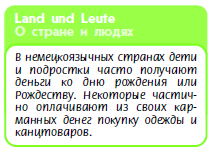 Land und Leute
О стране и людях
В немецкоязычных странах дети
и подростки часто получают
деньги ко дню рождения или
Рождеству. Некоторые частич-
но оплачивают из своих кар-
манных денег покупку одежды и
канцтоваров.